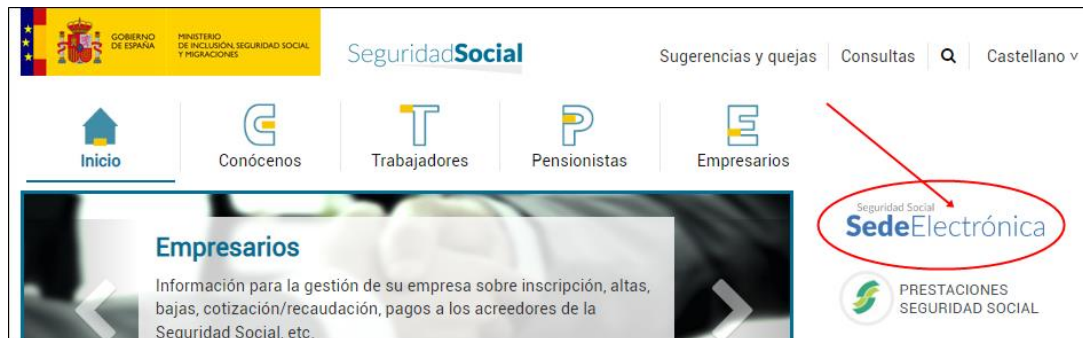 GOBIERNO
DE ESPAÑA
MINISTERIO
DE INCLUSIÓN, SEGURIDAD SOCIAL
Y MIGRACIONES
SeguridadSocial
Sugerencias y quejas
Consultas
Castellano
Inicio
Conócenos
Trabajadores
Pensionistas
Empresarios
Seguridad Social
SedeElectrónica
Empresarios
Información para la gestión de su empresa sobre inscripción, altas,
bajas, cotización/recaudación, pagos a los acreedores de la
Seguridad Social, etc.
PRESTACIONES
SEGURIDAD SOCIAL